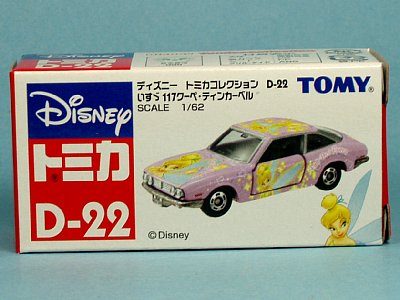 ディズニー トミカコレクション D-22
いすゞ117クーペ・ティンカーベル
SCALE 1/62
TOMY
Disney
トミカ
D-22
©Disney